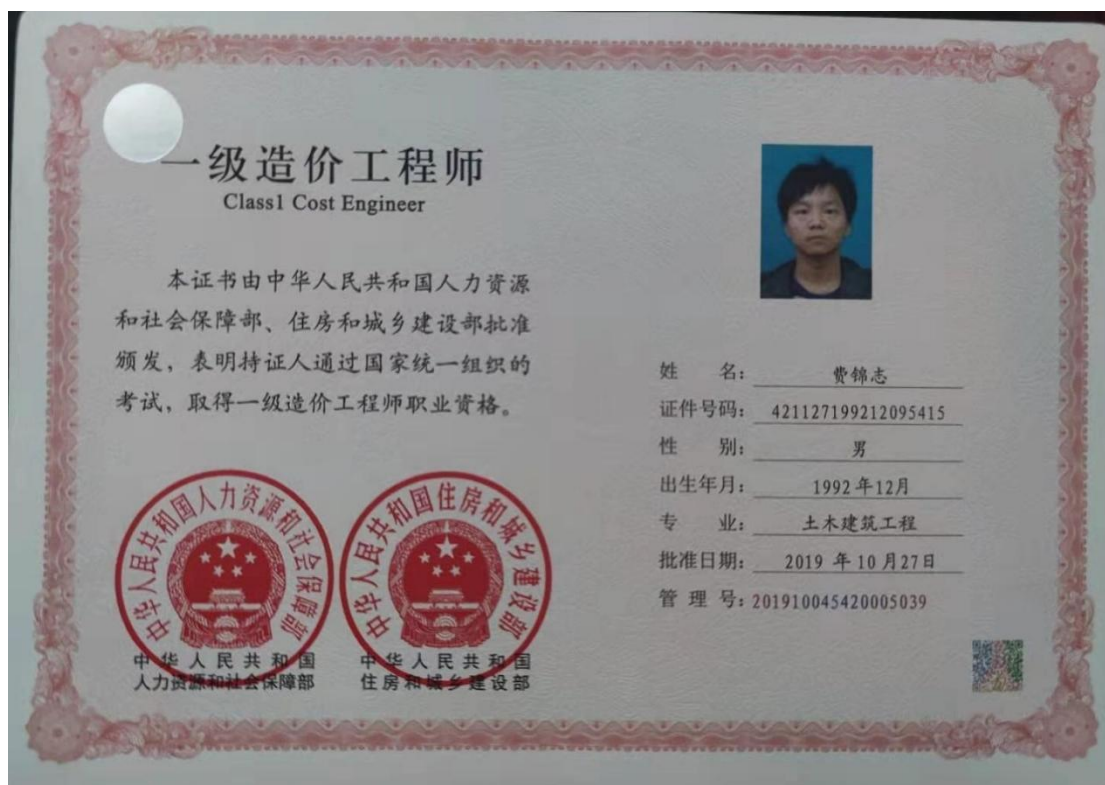 一级造价工程师
Class1 Cost Engineer
本证书由中华人民共和国人力资源
和社会保障部、住房和城乡建设部批准
颁发，表明持证人通过国家统一组织的
考试，取得一级造价工程师职业资格。
中华人民共和国人力资源和社会保障部
中华人民共和国住房和城乡建设部
中华人民共和国
人力资源和社会保障部
中华人民共和国
住房和城乡建设部
姓 名：费锦志
证件号码：421127199212095415
性 别：男
出生年月：1992年12月
专 业：土木建筑工程
批准日期：2019 年 10 月27日
管 理 号：201910045420005039